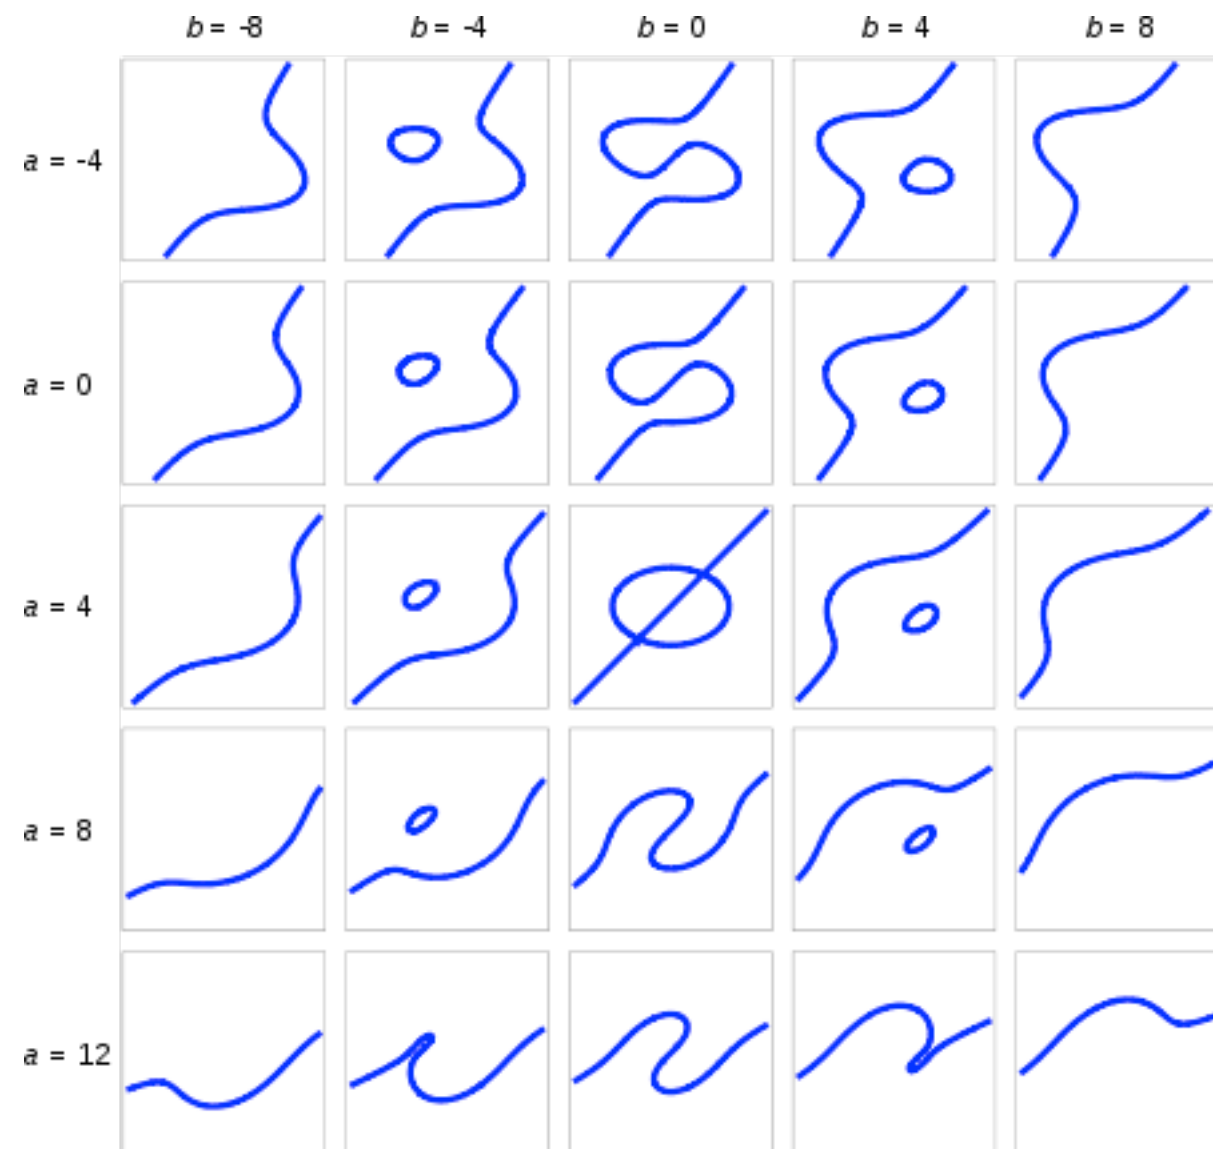 b = -8 b = -4 b = 0 b = 4 b = 8
a = -4
a = 0
a = 4
a = 8
a = 12